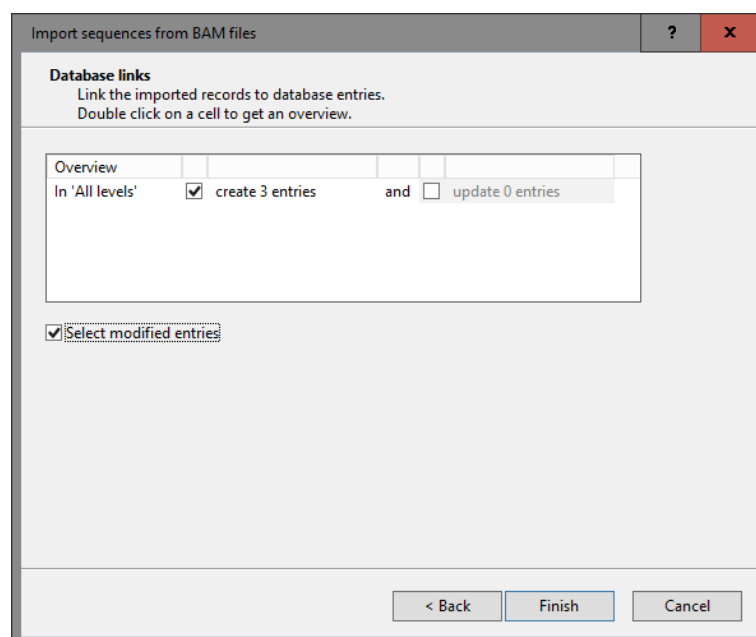 Import sequences from BAM files ? x
Database links
Link the imported records to database entries.
Double click on a cell to get an overview.
Overview
In 'All levels' create 3 entries and update 0 entries
Select modified entries
< Back Finish Cancel